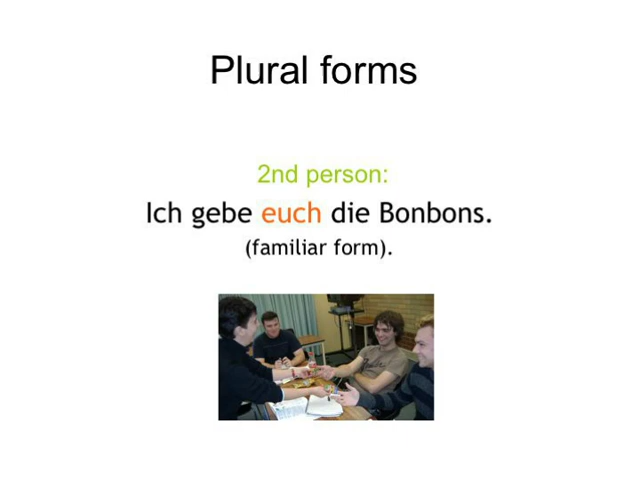 Plural forms
2nd person:
Ich gebe euch die Bonbons.
(familiar form).